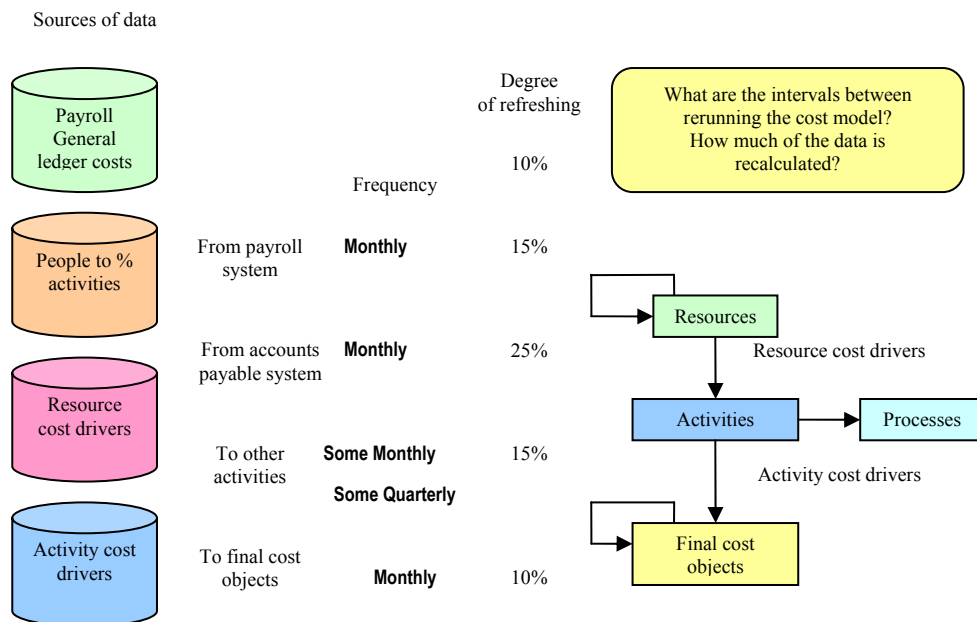 Sources of data
Payroll
General
ledger costs
People to %
activities
Resource
cost drivers
Activity cost
drivers
From payroll
system
From accounts
payable system
To other
activities
To final cost
objects
Frequency
Monthly
Monthly
Some Monthly
Some Quarterly
Monthly
Degree
of refreshing
10%
15%
25%
15%
10%
What are the intervals between
rerunning the cost model?
How much of the data is
recalculated?
Resources
Resource cost drivers
Activities
Processes
Activity cost drivers
Final cost
objects